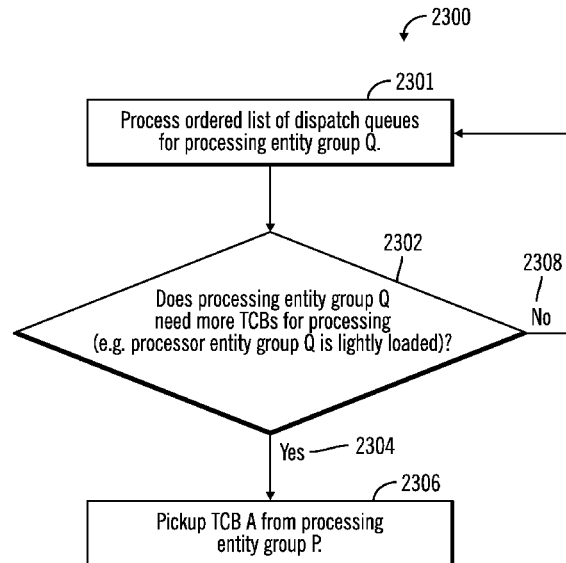 2300
2301
Process ordered list of dispatch queues
for processing entity group Q.
2302
2308
Does processing entity group Q
need more TCBs for processing
(e.g. processor entity group Q is lightly loaded)?
No
Yes
2304
2306
Pickup TCB A from processing
entity group P.